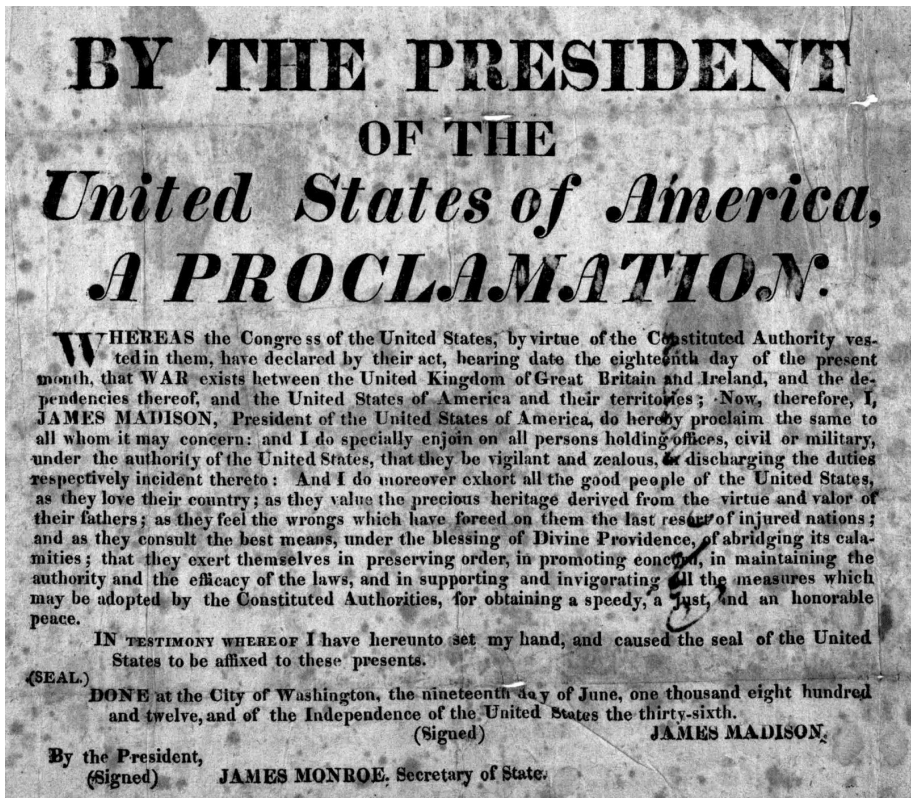 BY THE PRESIDENT
OF THE
United States of America,
A PROCLAMATION.
WHEREAS the Congress of the United States, by virtue of the Constituted Authority ves-
ted in them, have declared by their act, bearing date the eighteenth day of the present
month, that WAR exists between the United Kingdom of Great Britain and Ireland, and the de-
pendencies thereof, and the United States of America and their territories; Now, therefore, I,
JAMES MADISON, President of the United States of America, do hereby proclaim the same to
all whom it may concern: and I do specially enjoin on all persons holding offices, civil or military,
under the authority of the United States, that they be vigilant and zealous, discharging the duties
respectively incident thereto: And I do moreover exhort all the good people of the United States,
as they love their country; as they value the precious heritage derived from the virtue and valor of
their fathers; as they feel the wrongs which have forced on them the last resort of injured nations;
and as they consult the best means, under the blessing of Divine Providence, of abridging its cala-
mities; that they exert themselves in preserving order, in promoting concord, in maintaining the
authority and the efficacy of the laws, and in supporting and invigorating all the measures which
may be adopted by the Constituted Authorities, for obtaining a speedy, a just, and an honorable
peace.
IN TESTIMONY WHEREOF I have hereunto set my hand, and caused the seal of the United
States to be affixed to these presents.
(SEAL.)
DONE at the City of Washington, the nineteenth day of June, one thousand eight hundred
and twelve, and of the Independence of the United States the thirty-sixth.
(Signed) JAMES MADISON.
By the President,
(Signed) JAMES MONROE. Secretary of State.